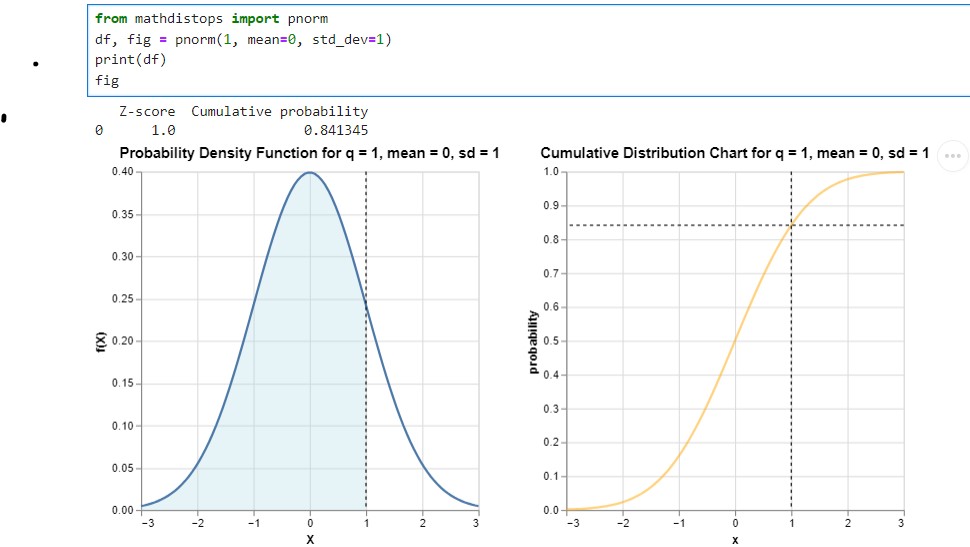 from mathdistops import pnorm
df, fig = pnorm(1, mean=0, std_dev=1)
print(df)
fig
Z-score Cumulative probability
0 1.0 0.841345
Probability Density Function for q = 1, mean = 0, sd = 1
0.40
0.35
0.30
0.25
0.20
0.15
0.10
0.05
0.00
f(X)
−3 −2 −1 0 1 2 3
X
Cumulative Distribution Chart for q = 1, mean = 0, sd = 1
1.0
0.9
0.8
0.7
0.6
0.5
0.4
0.3
0.2
0.1
0.0
probability
−3 −2 −1 0 1 2 3
x